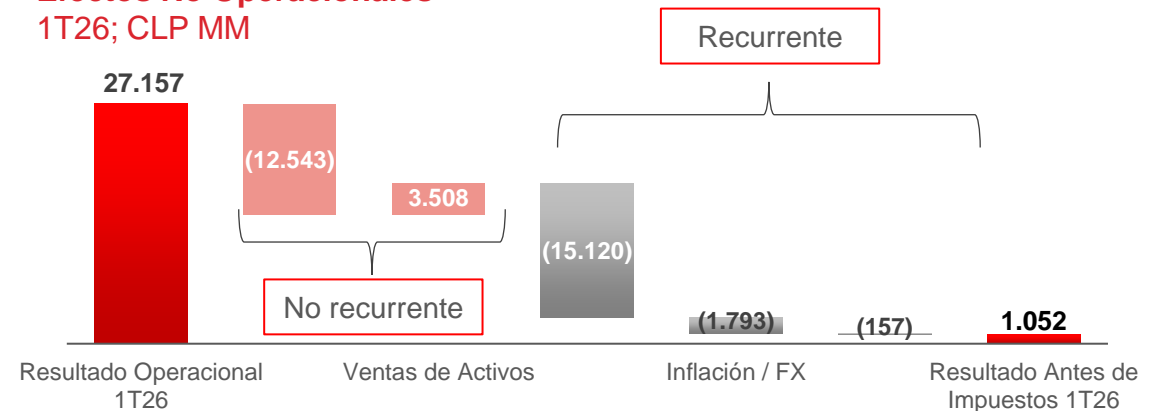 1T26; CLP MM
Recurrente
27.157
(12.543)
3.508
(15.120)
No recurrente
(1.793)
(157)
1.052
Resultado Operacional
1T26
Ventas de Activos
Inflación / FX
Resultado Antes de
Impuestos 1T26